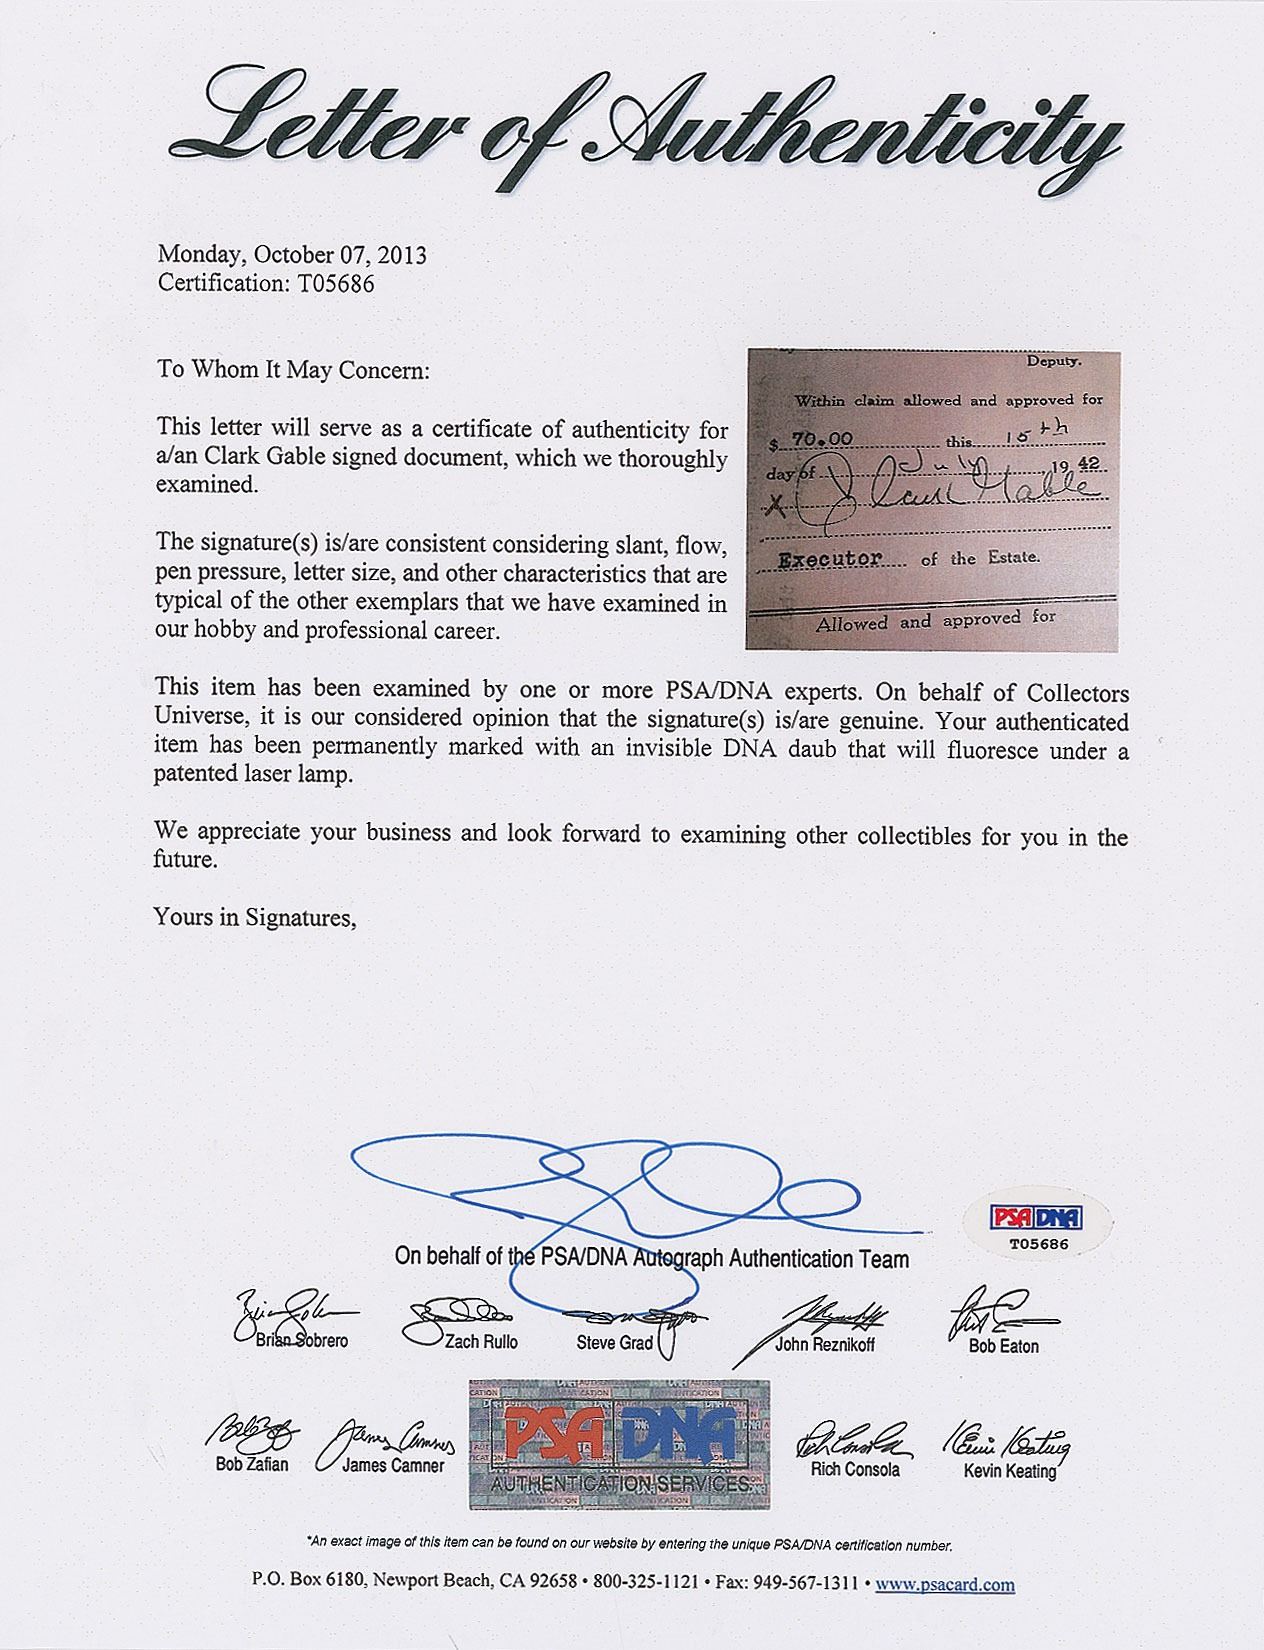 Letter of Authenticity
Monday, October 07, 2013
Certification: T05686
To Whom It May Concern:
This letter will serve as a certificate of authenticity for
a/an Clark Gable signed document, which we thoroughly
examined.
The signature(s) is/are consistent considering slant, flow,
pen pressure, letter size, and other characteristics that are
typical of the other exemplars that we have examined in
our hobby and professional career.
Deputy.
Within claim allowed and approved for
$ 70.00 this 15th
day of July 1942
X Clark Gable
Executor of the Estate.
Allowed and approved for
This item has been examined by one or more PSA/DNA experts. On behalf of Collectors
Universe, it is our considered opinion that the signature(s) is/are genuine. Your authenticated
item has been permanently marked with an invisible DNA daub that will fluoresce under a
patented laser lamp.
We appreciate your business and look forward to examining other collectibles for you in the
future.
Yours in Signatures,
PSA DNA
T05686
On behalf of the PSA/DNA Autograph Authentication Team
Brian Sobrero Zach Rullo Steve Grad John Reznikoff Bob Eaton
Bob Zafian James Camner Rich Consola Kevin Keating
PSA DNA
AUTHENTICATION SERVICES
*An exact image of this item can be found on our website by entering the unique PSA/DNA certification number.
P.O. Box 6180, Newport Beach, CA 92658 • 800-325-1121 • Fax: 949-567-1311 • www.psacard.com